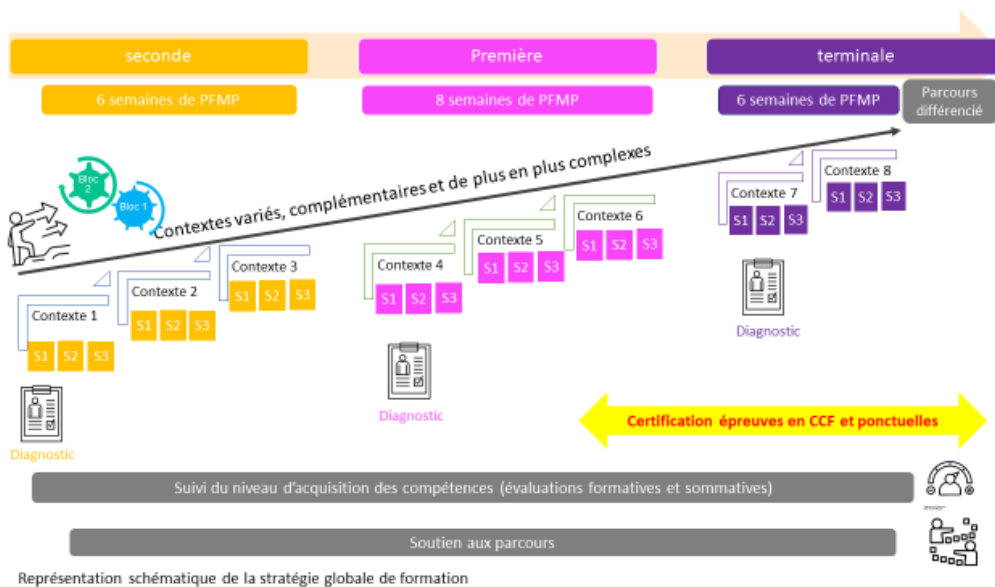 seconde
Première
terminale
6 semaines de PFMP
8 semaines de PFMP
6 semaines de PFMP
Parcours
différencié
Bloc
2
Bloc 1
Contextes variés, complémentaires et de plus en plus complexes
Contexte 1
S1 S2 S3
Contexte 2
S1 S2 S3
Contexte 3
S1 S2 S3
Contexte 4
S1 S2 S3
Contexte 5
S1 S2 S3
Contexte 6
S1 S2 S3
Contexte 7
S1 S2 S3
Contexte 8
S1 S2 S3
Diagnostic
Diagnostic
Diagnostic
Certification épreuves en CCF et ponctuelles
Suivi du niveau d'acquisition des compétences (évaluations formatives et sommatives)
Soutien aux parcours
Représentation schématique de la stratégie globale de formation